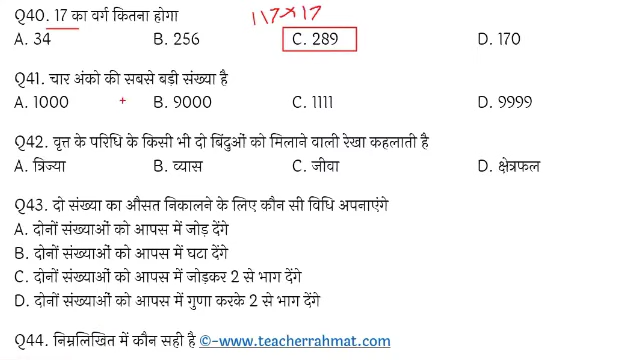 Q40. 17 का वर्ग कितना होगा 17×17
A. 34 B. 256 C. 289 D. 170
Q41. चार अंको की सबसे बड़ी संख्या है
A. 1000 B. 9000 C. 1111 D. 9999
Q42. वृत्त के परिधि के किसी भी दो बिंदुओं को मिलाने वाली रेखा कहलाती है
A. त्रिज्या B. व्यास C. जीवा D. क्षेत्रफल
Q43. दो संख्या का औसत निकालने के लिए कौन सी विधि अपनाएंगे
A. दोनों संख्याओं को आपस में जोड़ देंगे
B. दोनों संख्याओं को आपस में घटा देंगे
C. दोनों संख्याओं को आपस में जोड़कर 2 से भाग देंगे
D. दोनों संख्याओं को आपस में गुणा करके 2 से भाग देंगे
Q44. निम्नलिखित में कौन सही है ©-www.teacherrahmat.com